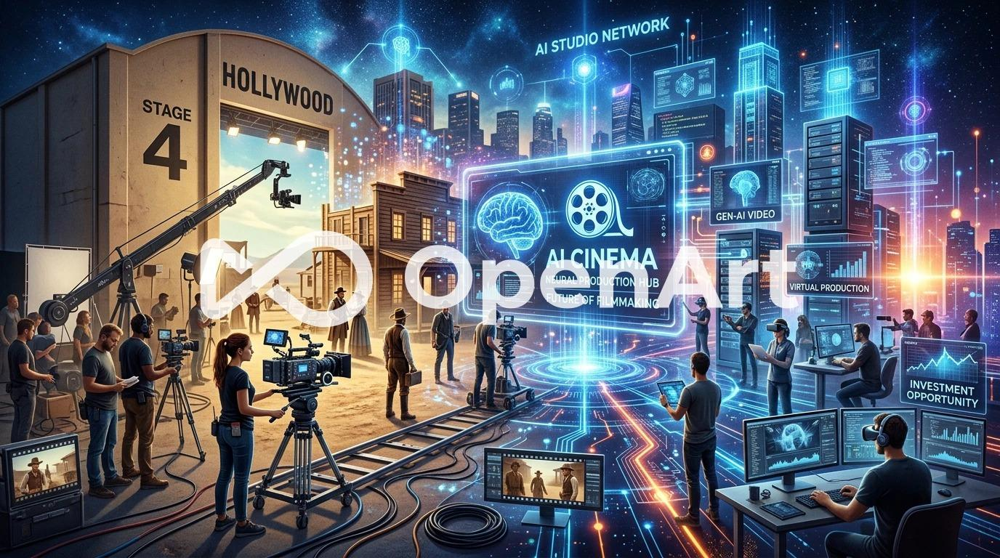 HOLLYWOOD
STAGE
4
AI STUDIO NETWORK
GEN-AI VIDEO
AI CINEMA
NEURAL PRODUCTION HUB
FUTURE OF FILMMAKING
OpenArt
VIRTUAL PRODUCTION
INVESTMENT
OPPORTUNITY